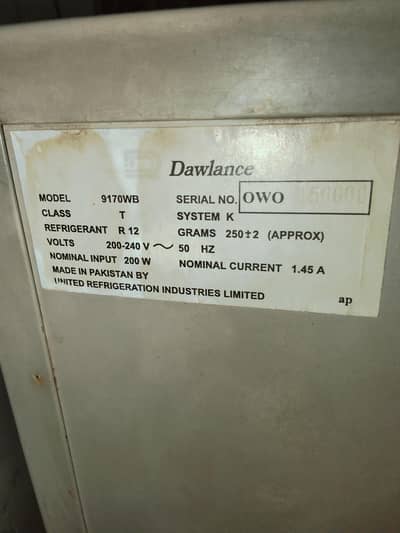 Dawlance
MODEL 9170WB SERIAL NO. OWO
CLASS T SYSTEM K
REFRIGERANT R 12 GRAMS 250±2 (APPROX)
VOLTS 200-240 V ~ 50 HZ
NOMINAL INPUT 200 W NOMINAL CURRENT 1.45 A
MADE IN PAKISTAN BY
UNITED REFRIGERATION INDUSTRIES LIMITED ap